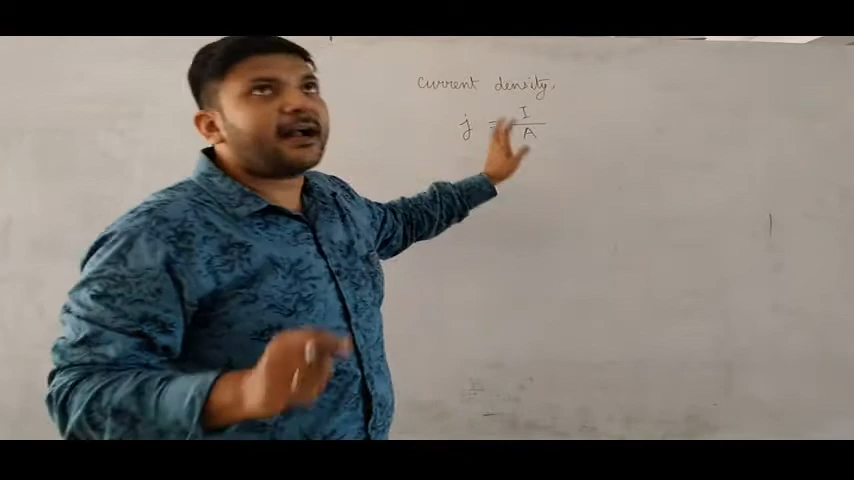 current density.
j = I / A